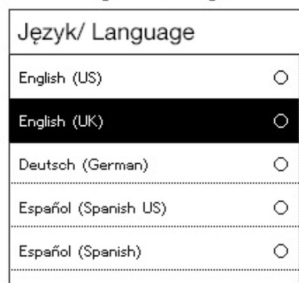 Język/ Language
English (US)
English (UK)
Deutsch (German)
Español (Spanish US)
Español (Spanish)